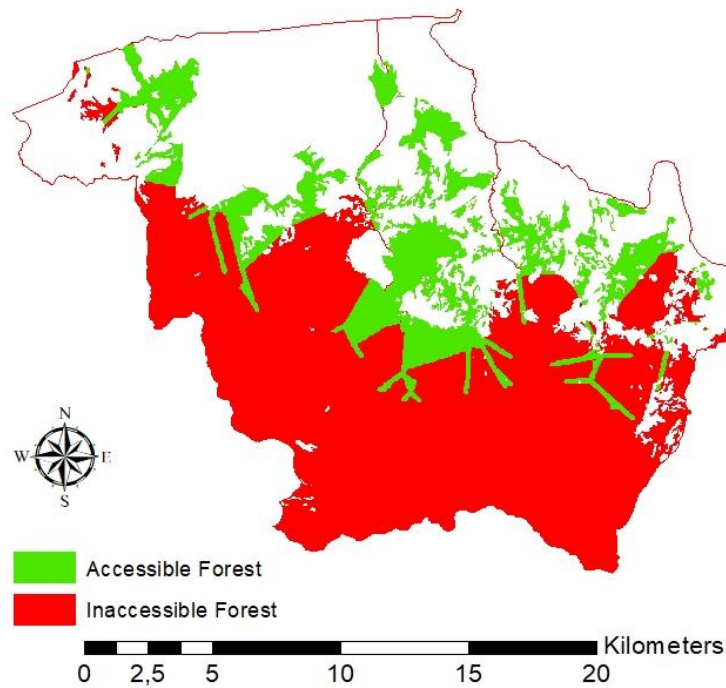 N
W E
S
Accessible Forest
Inaccessible Forest
Kilometers
0 2,5 5 10 15 20